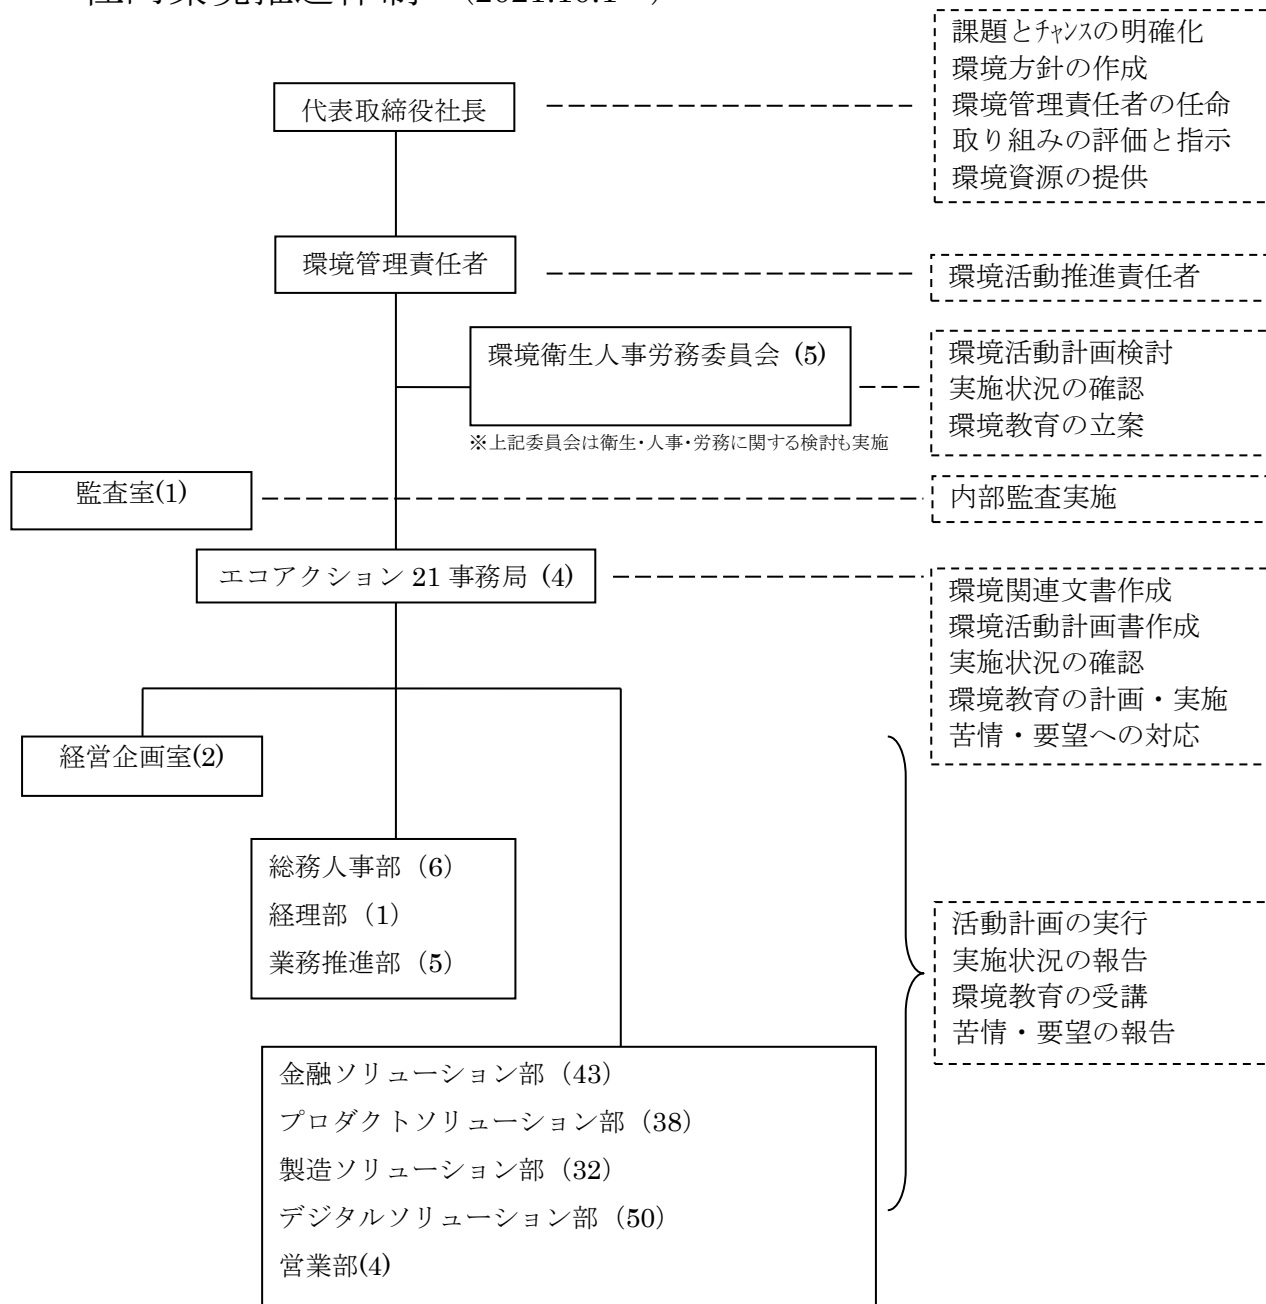 課題とﾁｬﾝｽの明確化
環境方針の作成
代表取締役社長
環境管理責任者の任命
取り組みの評価と指示
環境資源の提供
環境管理責任者
環境活動推進責任者
環境衛生人事労務委員会 (5)
環境活動計画検討
実施状況の確認
環境教育の立案
※上記委員会は衛生・人事・労務に関する検討も実施
監査室(1)
内部監査実施
エコアクション 21 事務局 (4)
環境関連文書作成
環境活動計画書作成
実施状況の確認
環境教育の計画・実施
苦情・要望への対応
経営企画室(2)
総務人事部（6）
経理部（1）
業務推進部（5）
活動計画の実行
実施状況の報告
環境教育の受講
苦情・要望の報告
金融ソリューション部（43）
プロダクトソリューション部（38）
製造ソリューション部（32）
デジタルソリューション部（50）
営業部(4)